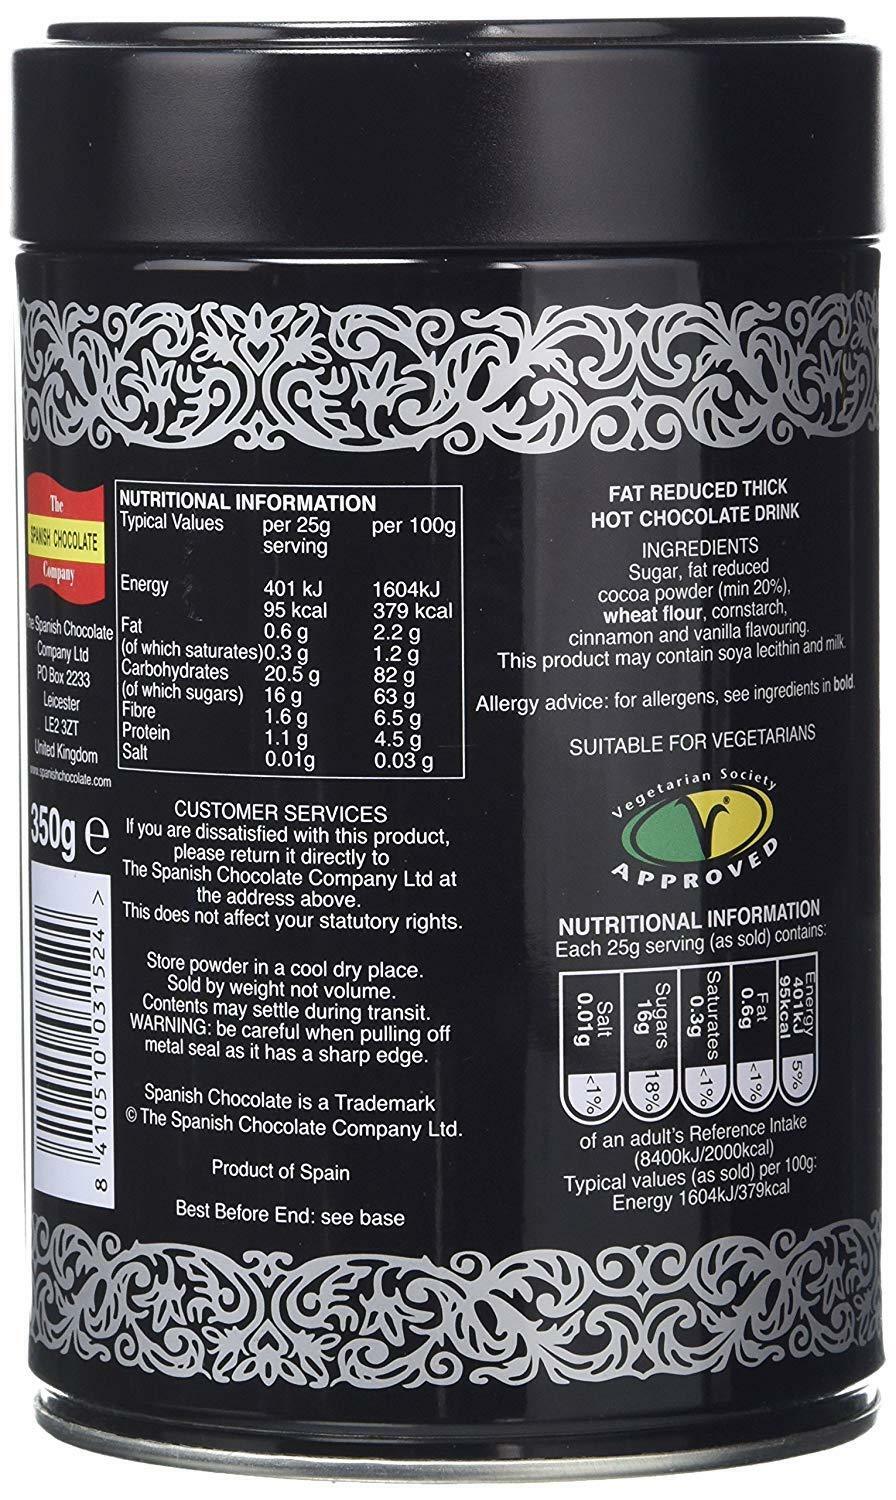 The
SPANISH CHOCOLATE
Company
The Spanish Chocolate
Company Ltd
PO Box 2233
Leicester
LE2 3ZT
United Kingdom
www.spanishchocolate.com
350g e
8 410510 031524 >
NUTRITIONAL INFORMATION
Typical Values per 25g per 100g
serving
Energy 401 kJ 1604kJ
95 kcal 379 kcal
Fat 0.6 g 2.2 g
(of which saturates) 0.3 g 1.2 g
Carbohydrates 20.5 g 82 g
(of which sugars) 16 g 63 g
Fibre 1.6 g 6.5 g
Protein 1.1 g 4.5 g
Salt 0.01g 0.03 g
CUSTOMER SERVICES
If you are dissatisfied with this product,
please return it directly to
The Spanish Chocolate Company Ltd at
the address above.
This does not affect your statutory rights.
Store powder in a cool dry place.
Sold by weight not volume.
Contents may settle during transit.
WARNING: be careful when pulling off
metal seal as it has a sharp edge.
Spanish Chocolate is a Trademark
© The Spanish Chocolate Company Ltd.
Product of Spain
Best Before End: see base
FAT REDUCED THICK
HOT CHOCOLATE DRINK
INGREDIENTS
Sugar, fat reduced
cocoa powder (min 20%),
wheat flour, cornstarch,
cinnamon and vanilla flavouring.
This product may contain soya lecithin and milk.
Allergy advice: for allergens, see ingredients in bold.
SUITABLE FOR VEGETARIANS
Vegetarian Society
V®
APPROVED
NUTRITIONAL INFORMATION
Each 25g serving (as sold) contains:
Energy
401kJ
95kcal
5%
Fat
0.6g
<1%
Saturates
0.3g
<1%
Sugars
16g
18%
Salt
0.01g
<1%
of an adult's Reference Intake
(8400kJ/2000kcal)
Typical values (as sold) per 100g:
Energy 1604kJ/379kcal